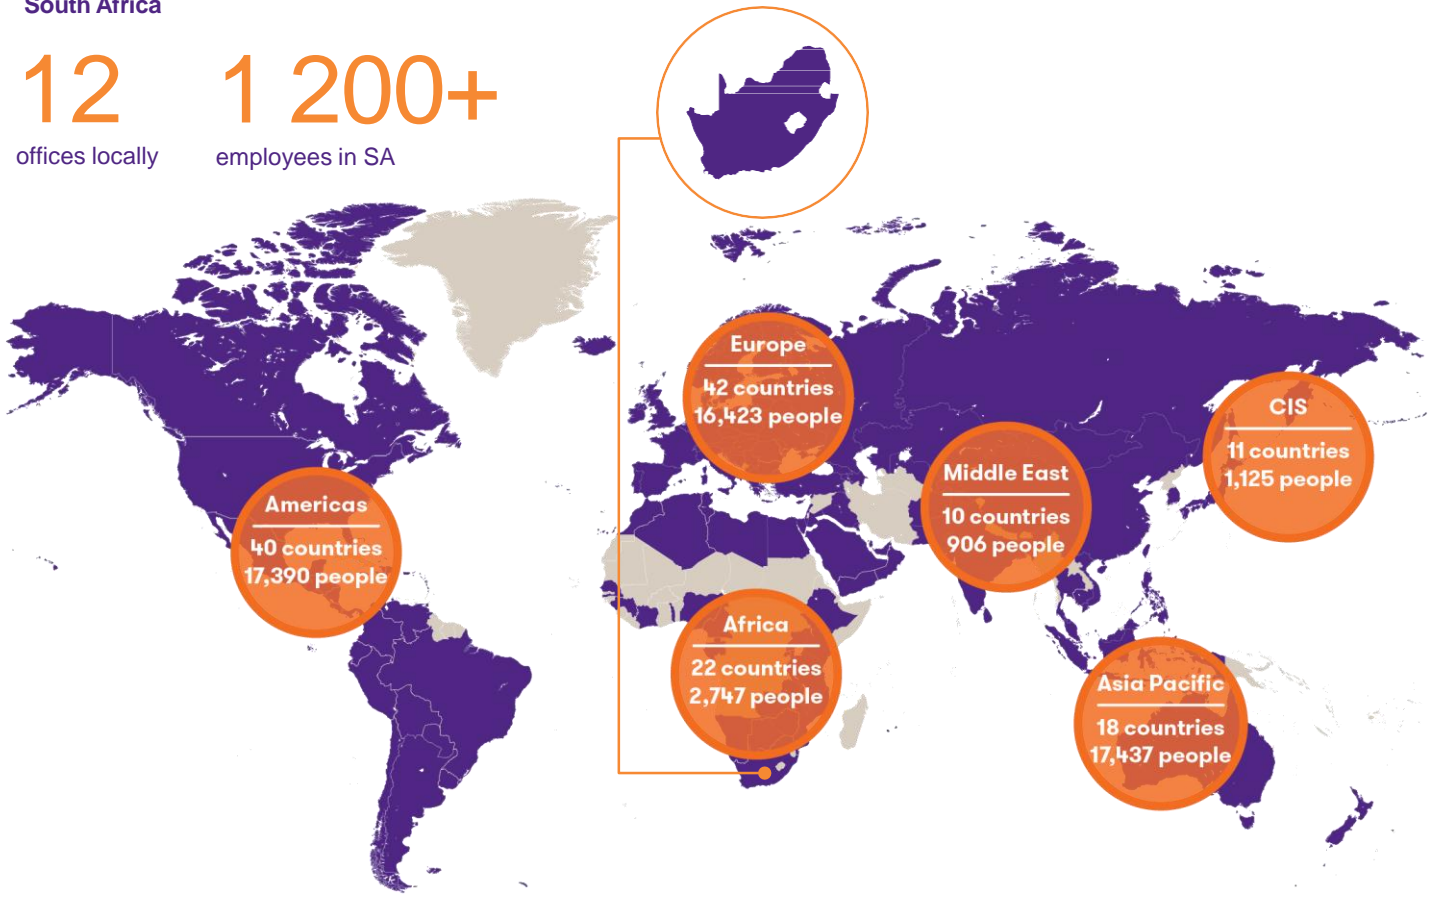 South Africa
12
1 200+
offices locally
employees in SA
Europe
42 countries
16,423 people
CIS
11 countries
1,125 people
Middle East
10 countries
906 people
Americas
40 countries
17,390 people
Africa
22 countries
2,747 people
Asia Pacific
18 countries
17,437 people